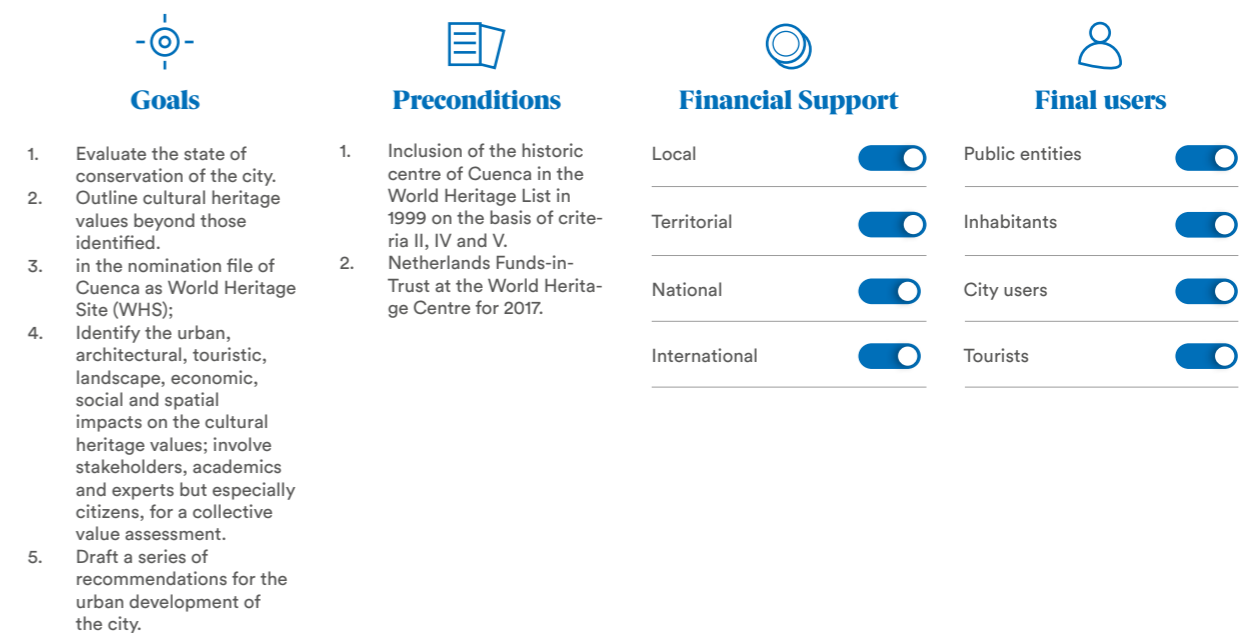 Goals
1. Evaluate the state of
conservation of the city.
2. Outline cultural heritage
values beyond those
identified.
3. in the nomination file of
Cuenca as World Heritage
Site (WHS);
4. Identify the urban,
architectural, touristic,
landscape, economic,
social and spatial
impacts on the cultural
heritage values; involve
stakeholders, academics
and experts but especially
citizens, for a collective
value assessment.
5. Draft a series of
recommendations for the
urban development of
the city.
Preconditions
1. Inclusion of the historic
centre of Cuenca in the
World Heritage List in
1999 on the basis of crite-
ria II, IV and V.
2. Netherlands Funds-in-
Trust at the World Herita-
ge Centre for 2017.
Financial Support
Local
Territorial
National
International
Final users
Public entities
Inhabitants
City users
Tourists